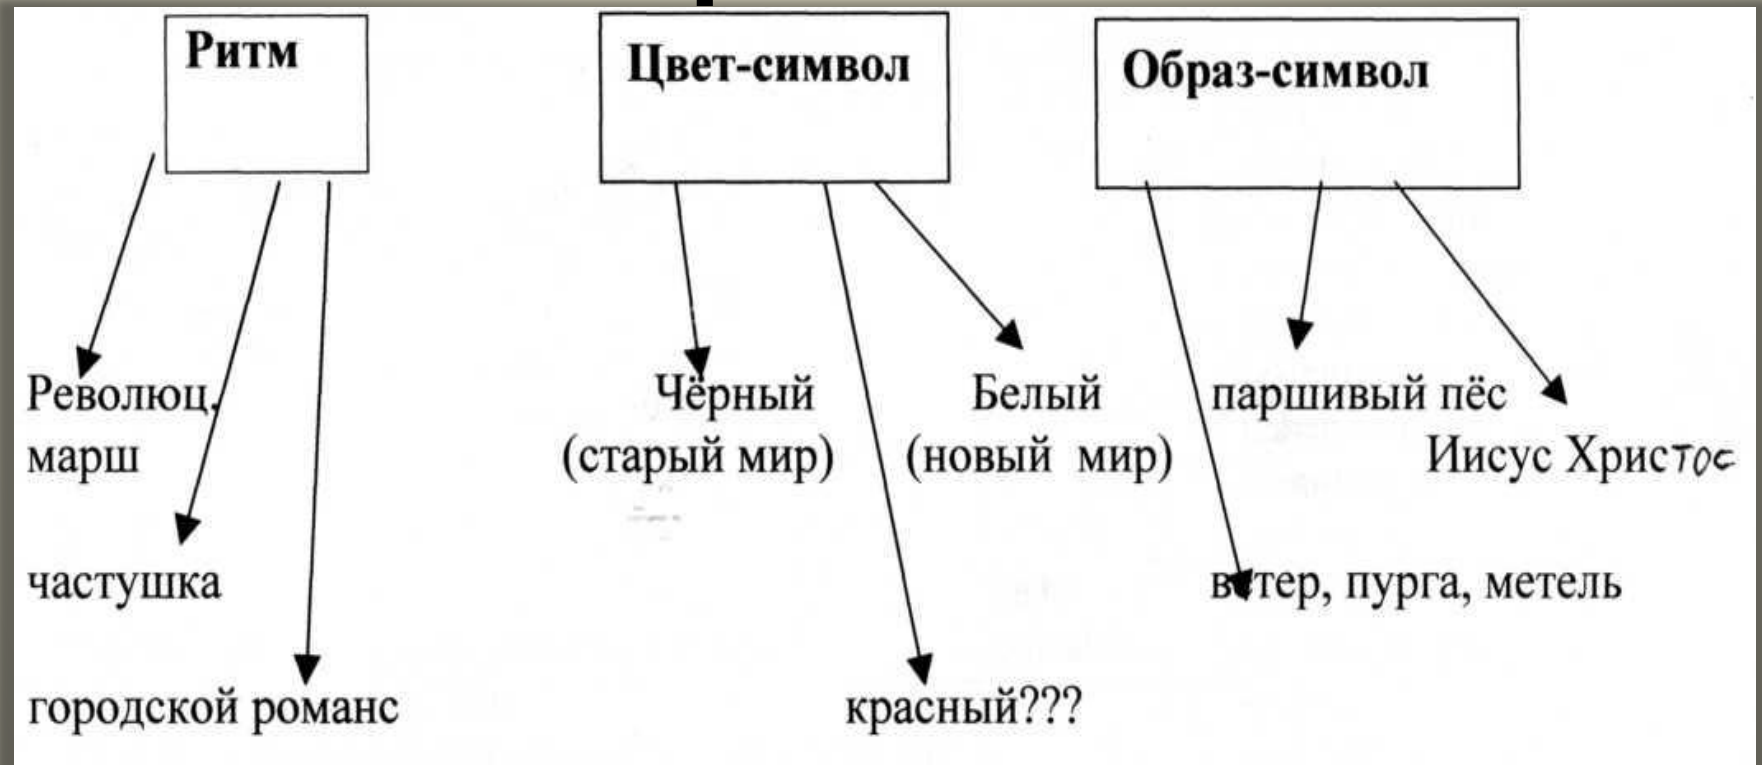 Ритм
Цвет-символ
Образ-символ
Революц,
марш
Чёрный
(старый мир)
Белый
(новый мир)
паршивый пёс
Иисус Христос
частушка
ветер, пурга, метель
городской романс
красный???